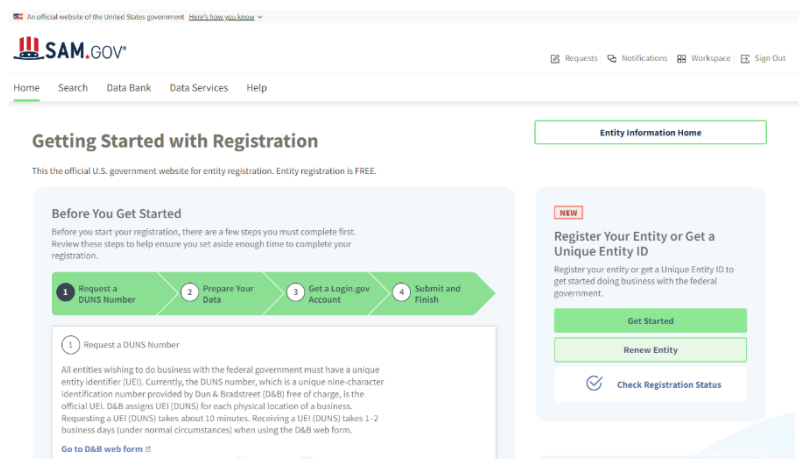 An official website of the United States government Here's how you know
SAM.GOV®
Requests Notifications Workspace Sign Out
Home Search Data Bank Data Services Help
Getting Started with Registration
Entity Information Home
This the official U.S. government website for entity registration. Entity registration is FREE.
Before You Get Started
Before you start your registration, there are a few steps you must complete first.
Review these steps to help ensure you set aside enough time to complete your
registration.
1 Request a
DUNS Number
2 Prepare Your
Data
3 Get a Login.gov
Account
4 Submit and
Finish
1 Request a DUNS Number
All entities wishing to do business with the federal government must have a unique
entity identifier (UEI). Currently, the DUNS number, which is a unique nine-character
identification number provided by Dun & Bradstreet (D&B) free of charge, is the
official UEI. D&B assigns UEI (DUNS) for each physical location of a business.
Requesting a UEI (DUNS) takes about 10 minutes. Receiving a UEI (DUNS) takes 1–2
business days (under normal circumstances) when using the D&B web form.
Go to D&B web form
NEW
Register Your Entity or Get a
Unique Entity ID
Register your entity or get a Unique Entity ID to
get started doing business with the federal
government.
Get Started
Renew Entity
Check Registration Status